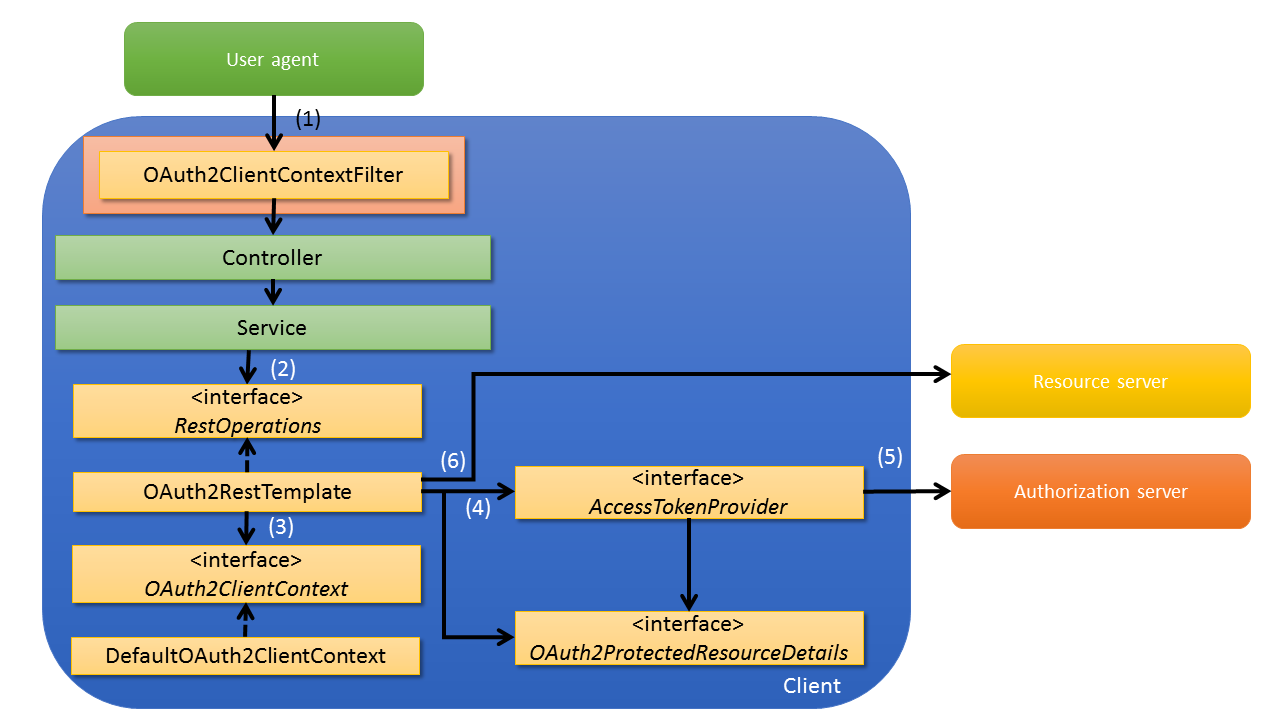 User agent
(1)
OAuth2ClientContextFilter
Controller
Service
(2)
<interface>
RestOperations
Resource server
(6)
(5)
OAuth2RestTemplate
(4)
<interface>
AccessTokenProvider
Authorization server
(3)
<interface>
OAuth2ClientContext
DefaultOAuth2ClientContext
<interface>
OAuth2ProtectedResourceDetails
Client